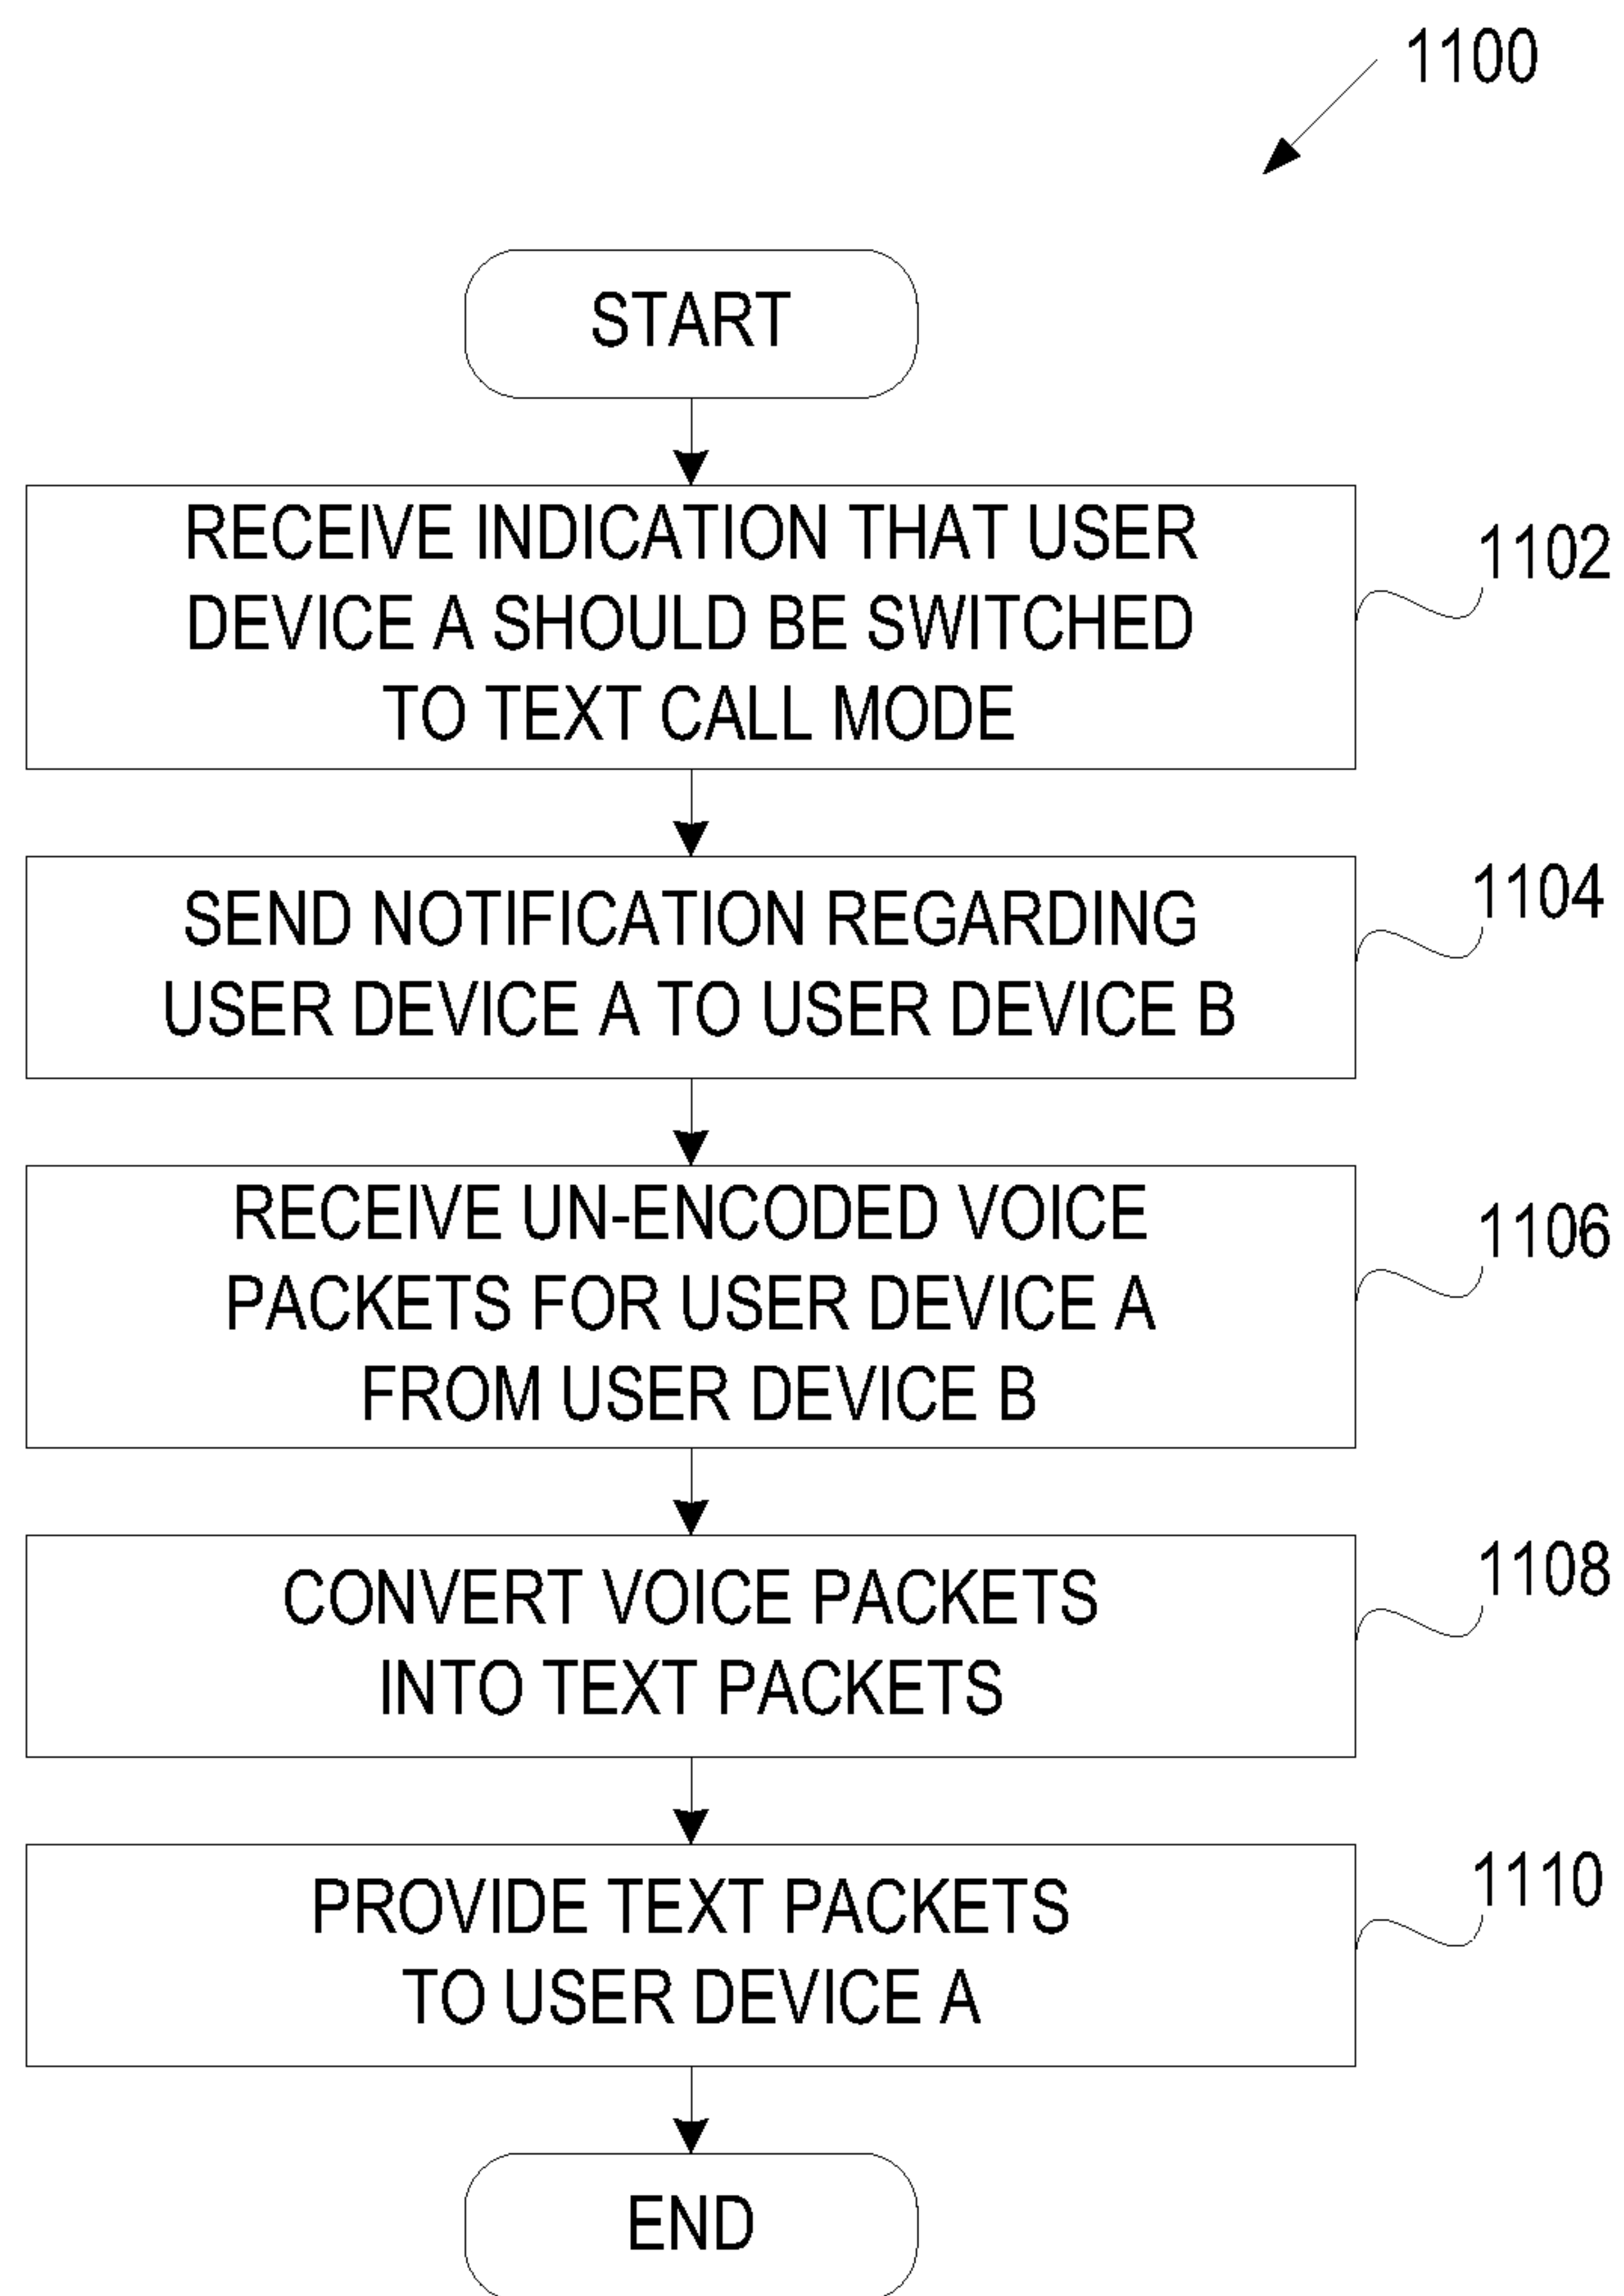 1100
START
RECEIVE INDICATION THAT USER
DEVICE A SHOULD BE SWITCHED
TO TEXT CALL MODE
1102
SEND NOTIFICATION REGARDING
USER DEVICE A TO USER DEVICE B
1104
RECEIVE UN-ENCODED VOICE
PACKETS FOR USER DEVICE A
FROM USER DEVICE B
1106
CONVERT VOICE PACKETS
INTO TEXT PACKETS
1108
PROVIDE TEXT PACKETS
TO USER DEVICE A
1110
END